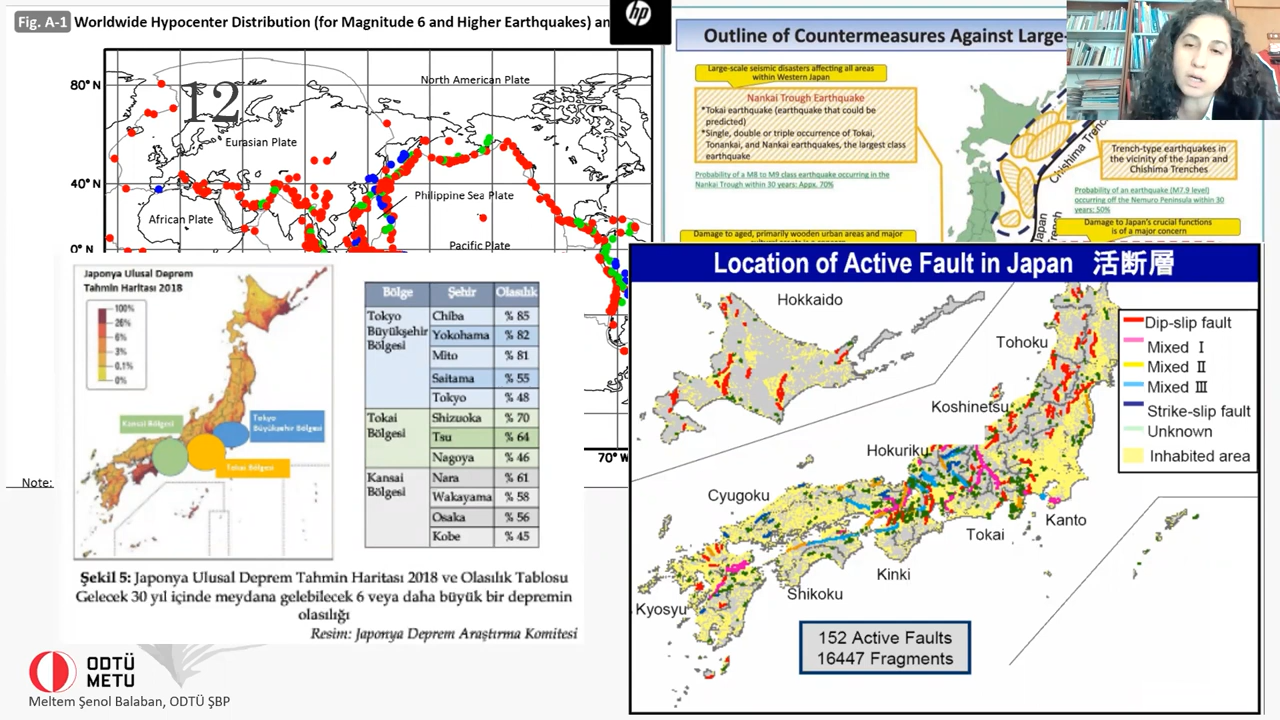 Fig. A-1 Worldwide Hypocenter Distribution (for Magnitude 6 and Higher Earthquakes) an
hp
80° N
40° N
0° N
12
North American Plate
Eurasian Plate
Philippine Sea Plate
African Plate
Pacific Plate
70° W
Note:
Outline of Countermeasures Against Large
Large-scale seismic disasters affecting all areas
within Western Japan
Nankai Trough Earthquake
*Tokai earthquake (earthquake that could be
predicted)
*Single, double or triple occurrence of Tokai,
Tonankai, and Nankai earthquakes, the largest class
earthquake
Probability of a M8 to M9 class earthquake occurring in the
Nankai Trough within 30 years: Appx. 70%
Damage to aged, primarily wooden urban areas and major
Chishima Trenc
Japan
Trench
Trench-type earthquakes in
the vicinity of the Japan and
Chishima Trenches
Probability of an earthquake (M7.9 level)
occurring off the Nemuro Peninsula within 30
years: 50%
Damage to Japan's crucial functions
is of a major concern
Japonya Ulusal Deprem
Tahmin Haritası 2018
100%
26%
6%
3%
0.1%
0%
Kansai Bölgesi
Tokyo
Büyükşehir Bölgesi
Tokai Bölgesi
Bölge Şehir Olasılık
Tokyo
Büyükşehir
Bölgesi
Chiba % 85
Yokohama % 82
Mito % 81
Saitama % 55
Tokyo % 48
Tokai
Bölgesi
Shizuoka % 70
Tsu % 64
Nagoya % 46
Kansai
Bölgesi
Nara % 61
Wakayama % 58
Osaka % 56
Kobe % 45
Şekil 5: Japonya Ulusal Deprem Tahmin Haritası 2018 ve Olasılık Tablosu
Gelecek 30 yıl içinde meydana gelebilecek 6 veya daha büyük bir depremin
olasılığı
Resim: Japonya Deprem Araştırma Komitesi
Location of Active Fault in Japan 活断層
Hokkaido
Tohoku
Koshinetsu
Hokuriku
Cyugoku
Kanto
Tokai
Kinki
Shikoku
Kyosyu
Dip-slip fault
Mixed Ⅰ
Mixed Ⅱ
Mixed Ⅲ
Strike-slip fault
Unknown
Inhabited area
152 Active Faults
16447 Fragments
ODTÜ
METU
Meltem Şenol Balaban, ODTÜ ŞBP